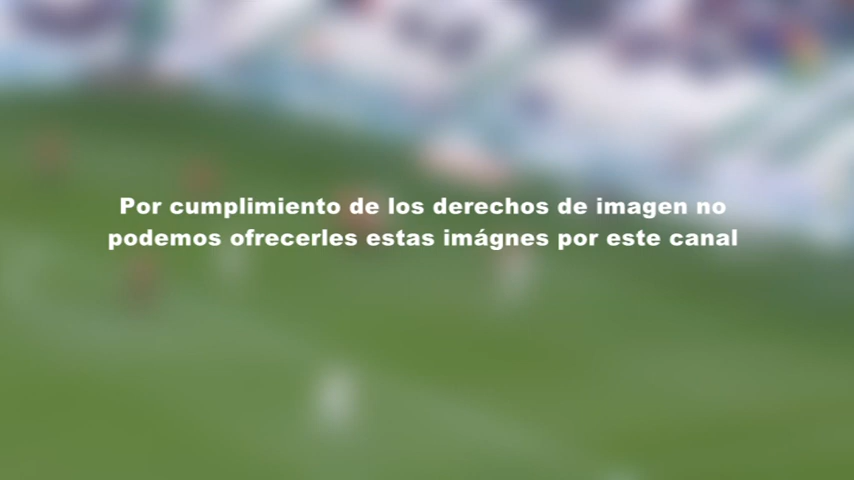 Por cumplimiento de los derechos de imagen no
podemos ofrecerles estas imágnes por este canal